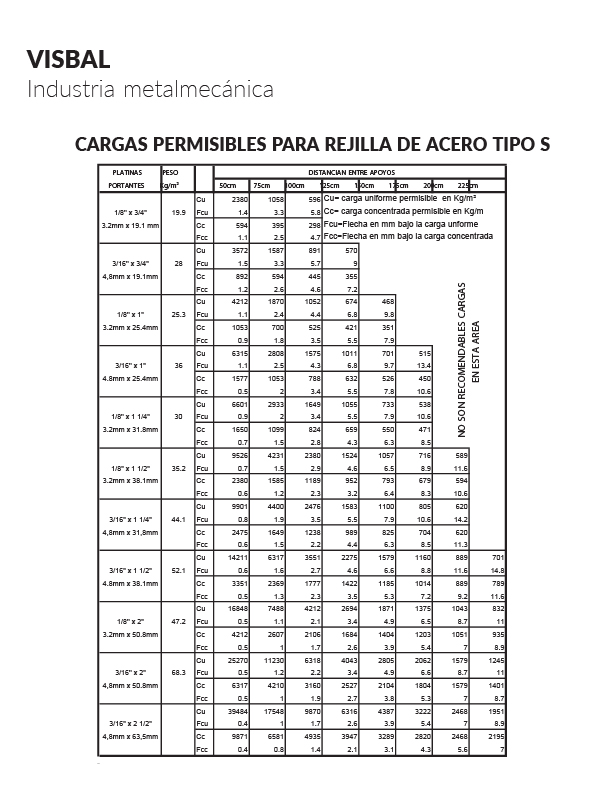 VISBAL
Industria metalmecánica
CARGAS PERMISIBLES PARA REJILLA DE ACERO TIPO S
PLATINAS PESO DISTANCIAN ENTRE APOYOS
PORTANTES Kg/m² 50cm 75cm 100cm 125cm 150cm 175cm 200cm 225cm
Cu 2380 1058 596 Cu= carga uniforme permisible en Kg/m²
1/8" x 3/4" 19.9 Fcu 1.4 3.3 5.8 Cc= carga concentrada permisible en Kg/m
3.2mm x 19.1 mm Cc 594 395 298 Fcu=Flecha en mm bajo la carga unforme
Fcc 1.1 2.5 4.7 Fcc=Flecha en mm bajo la carga concentrada
Cu 3572 1587 891 570
3/16" x 3/4" 28 Fcu 1.5 3.3 5.7 9
4,8mm x 19.1mm Cc 892 594 445 355
Fcc 1.2 2.6 4.6 7.2
Cu 4212 1870 1052 674 468
1/8" x 1" 25.3 Fcu 1.1 2.4 4.4 6.8 9.8
3.2mm x 25.4mm Cc 1053 700 525 421 351
Fcc 0.9 1.8 3.5 5.5 7.9
Cu 6315 2808 1575 1011 701 515
3/16" x 1" 36 Fcu 1.1 2.5 4.3 6.8 9.7 13.4
4.8mm x 25.4mm Cc 1577 1053 788 632 526 450
Fcc 0.5 2 3.4 5.5 7.8 10.6
Cu 6601 2933 1649 1055 733 538
1/8" x 1 1/4" 30 Fcu 0.9 2 3.4 5.5 7.9 10.6
3.2mm x 31.8mm Cc 1650 1099 824 659 550 471
Fcc 0.7 1.5 2.8 4.3 6.3 8.5
NO SON RECOMENDABLES CARGAS
EN ESTA AREA
Cu 9526 4231 2380 1524 1057 716 589
1/8" x 1 1/2" 35.2 Fcu 0.7 1.5 2.9 4.6 6.5 8.9 11.6
3.2mm x 38.1mm Cc 2380 1585 1189 952 793 679 594
Fcc 0.6 1.2 2.3 3.2 6.4 8.3 10.6
Cu 9901 4400 2476 1583 1100 805 620
3/16" x 1 1/4" 44.1 Fcu 0.8 1.9 3.5 5.5 7.9 10.6 14.2
4,8mm x 31,8mm Cc 2475 1649 1238 989 825 704 620
Fcc 0.6 1.5 2.2 4.4 6.3 8.5 11.3
Cu 14211 6317 3551 2275 1579 1160 889 701
3/16" x 1 1/2" 52.1 Fcu 0.6 1.6 2.7 4.6 6.6 8.8 11.6 14.8
4.8mm x 38.1mm Cc 3351 2369 1777 1422 1185 1014 889 789
Fcc 0.5 1.3 2.3 3.5 5.3 7.2 9.2 11.6
Cu 16848 7488 4212 2694 1871 1375 1043 832
1/8" x 2" 47.2 Fcu 0.5 1.1 2.1 3.4 4.9 6.5 8.7 11
3.2mm x 50.8mm Cc 4212 2607 2106 1684 1404 1203 1051 935
Fcc 0.5 1 1.7 2.6 3.9 5.4 7 8.9
Cu 25270 11230 6318 4043 2805 2062 1579 1245
3/16" x 2" 68.3 Fcu 0.5 1.2 2.2 3.4 4.9 6.6 8.7 11
4,8mm x 50.8mm Cc 6317 4210 3160 2527 2104 1804 1579 1401
Fcc 0.5 1 1.9 2.7 3.8 5.3 7 8.7
Cu 39484 17548 9870 6316 4387 3222 2468 1951
3/16" x 2 1/2" Fcu 0.4 1 1.7 2.6 3.9 5.4 7 8.9
4,8mm x 63,5mm Cc 9871 6581 4935 3947 3289 2820 2468 2195
Fcc 0.4 0.8 1.4 2.1 3.1 4.3 5.6 7